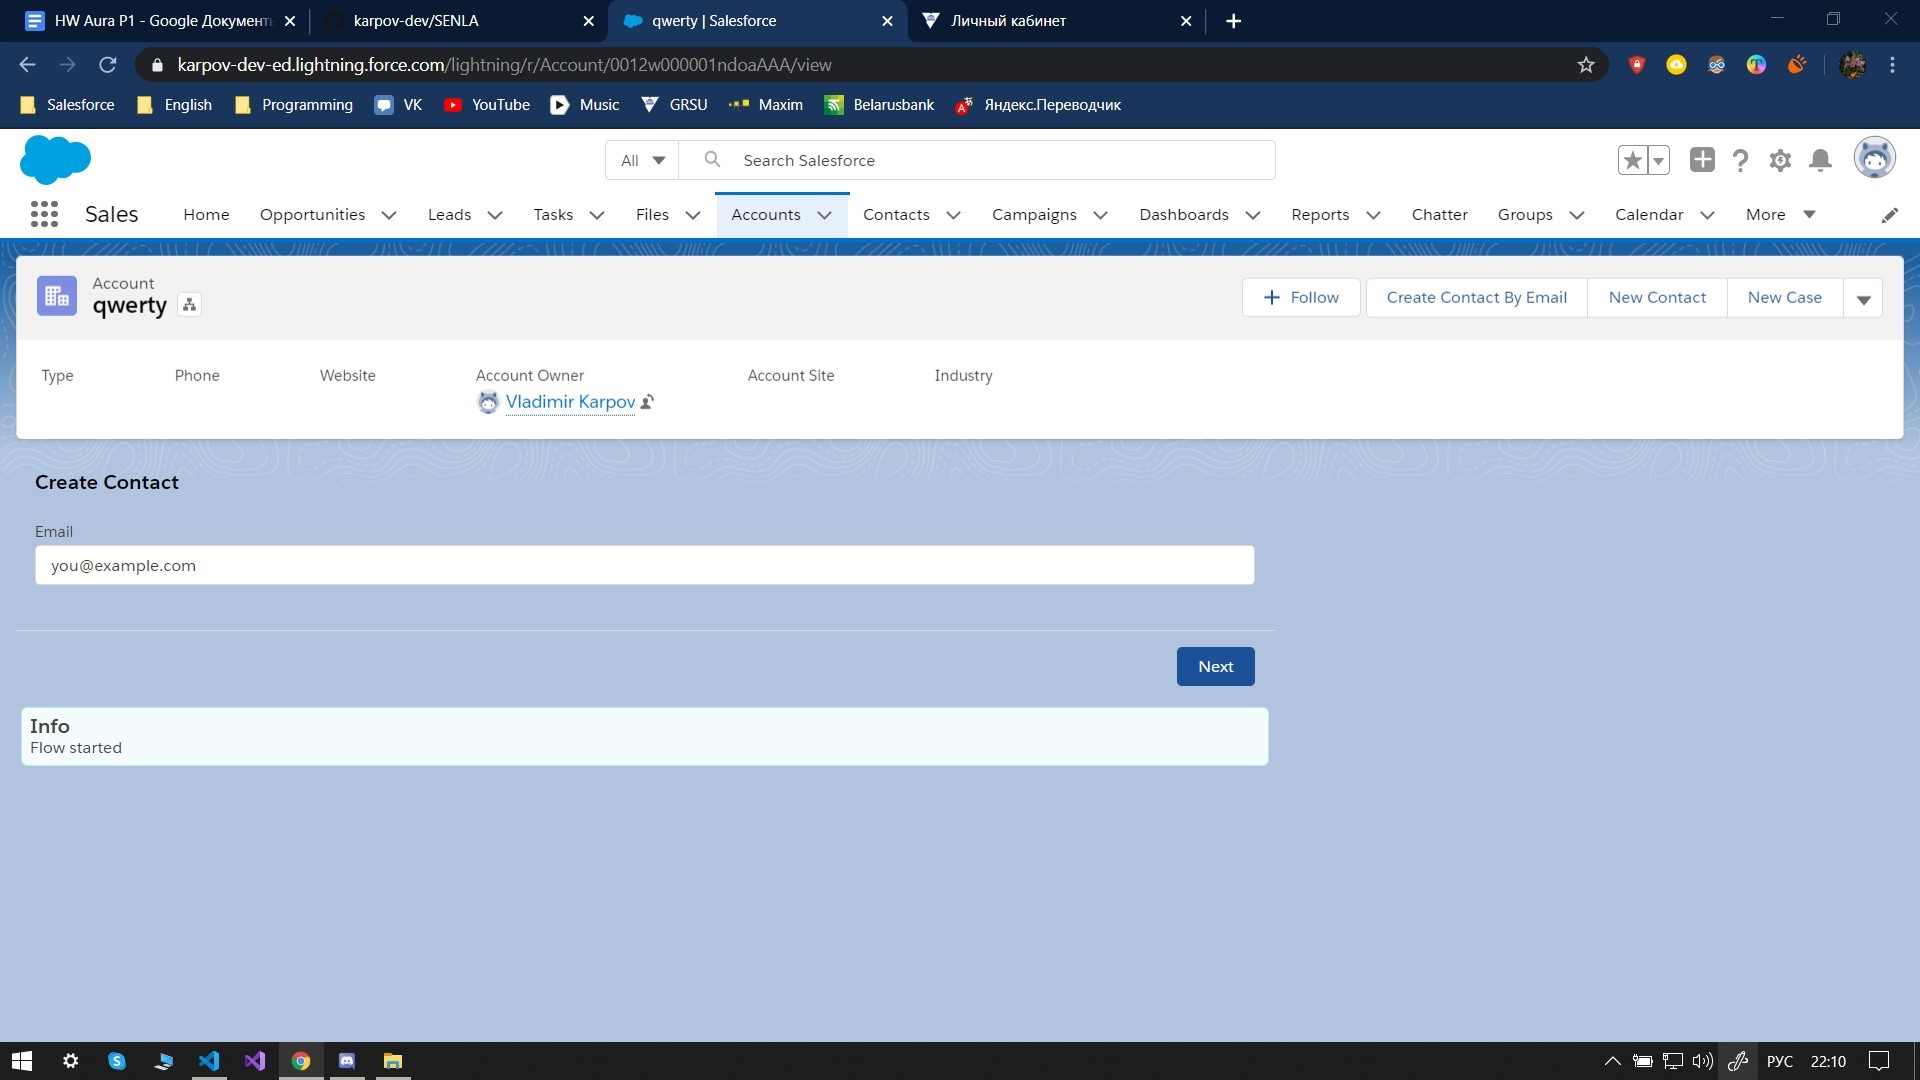 HW Aura P1 - Google Документ
karpov-dev/SENLA
qwerty | Salesforce
Личный кабинет
karpov-dev-ed.lightning.force.com/lightning/r/Account/0012w000001ndoaAAA/view
Salesforce
English
Programming
VK
YouTube
Music
GRSU
Maxim
Belarusbank
Яндекс.Переводчик
All
Search Salesforce
Sales
Home
Opportunities
Leads
Tasks
Files
Accounts
Contacts
Campaigns
Dashboards
Reports
Chatter
Groups
Calendar
More
Account
qwerty
Follow
Create Contact By Email
New Contact
New Case
Type
Phone
Website
Account Owner
Account Site
Industry
Vladimir Karpov
Create Contact
Email
you@example.com
Next
Info
Flow started
РУС
22:10